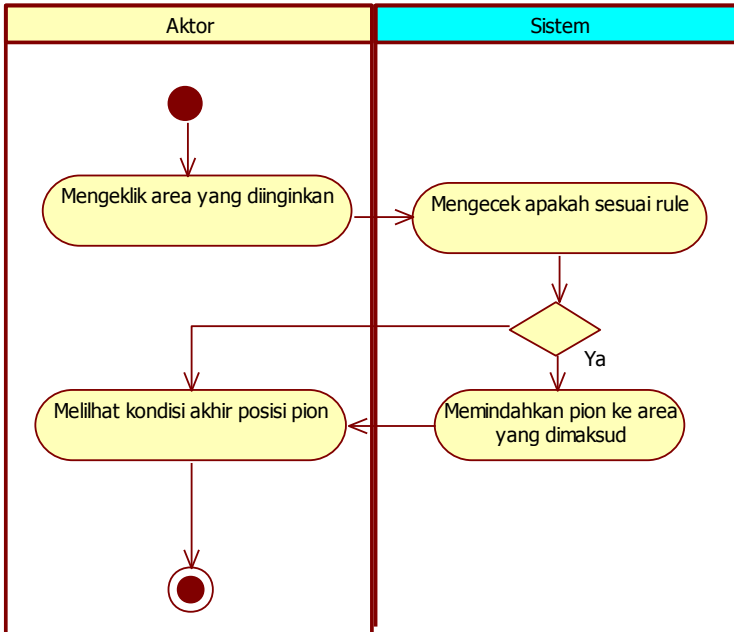 Aktor
Sistem
Mengeklik area yang diinginkan
Mengecek apakah sesuai rule
Ya
Melilhat kondisi akhir posisi pion
Memindahkan pion ke area
yang dimaksud